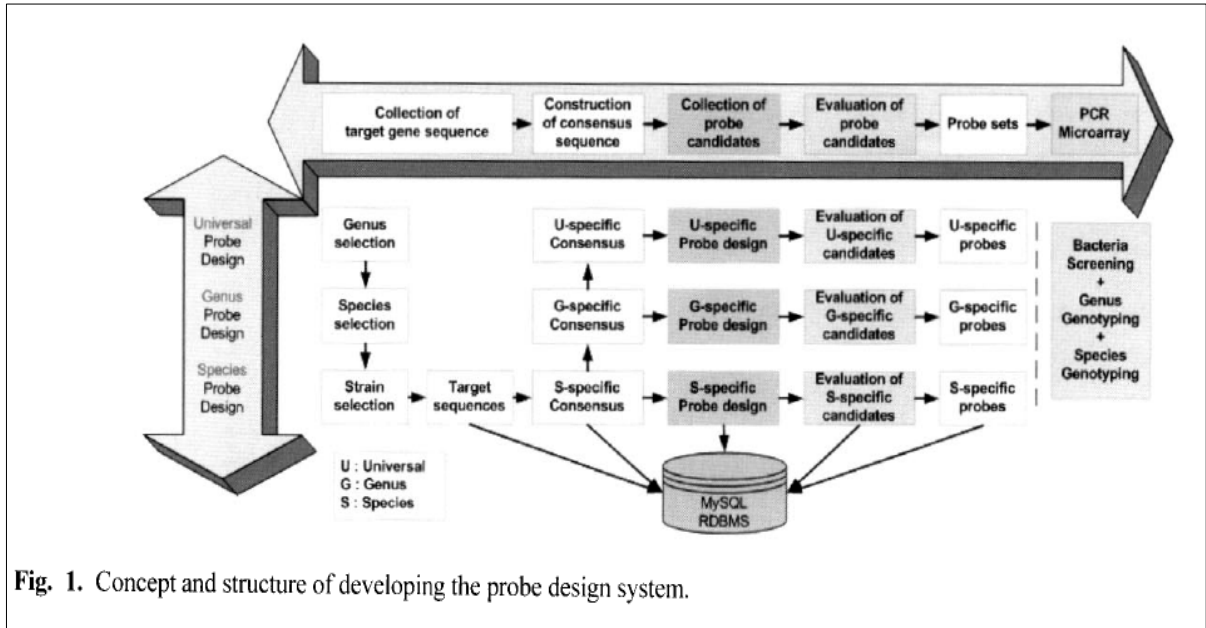 Collection of
target gene sequence
Construction
of consensus
sequence
Collection of
probe
candidates
Evaluation of
probe
candidates
Probe sets
PCR
Microarray
Universal
Probe
Design
Genus
Probe
Design
Species
Probe
Design
Genus
selection
U-specific
Consensus
U-specific
Probe design
Evaluation of
U-specific
candidates
U-specific
probes
Species
selection
G-specific
Consensus
G-specific
Probe design
Evaluation of
G-specific
candidates
G-specific
probes
Strain
selection
Target
sequences
S-specific
Consensus
S-specific
Probe design
Evaluation of
S-specific
candidates
S-specific
probes
Bacteria
Screening
+
Genus
Genotyping
+
Species
Genotyping
U : Universal
G : Genus
S : Species
MySQL
RDBMS
Fig. 1. Concept and structure of developing the probe design system.